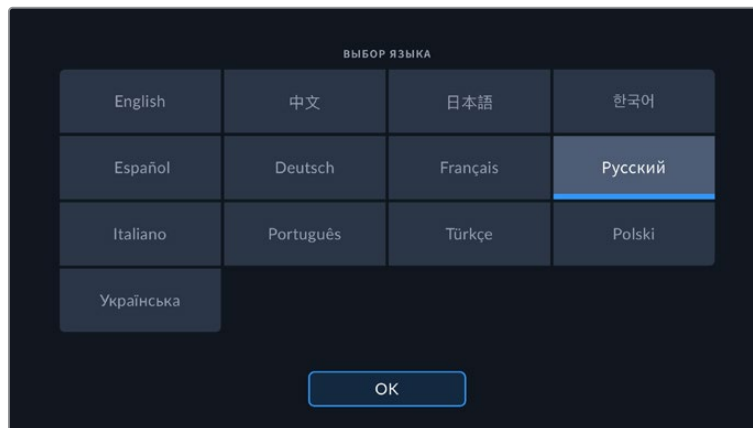 ВЫБОР ЯЗЫКА
English 中文 日本語 한국어
Español Deutsch Français Русский
Italiano Português Türkçe Polski
Українська
OK